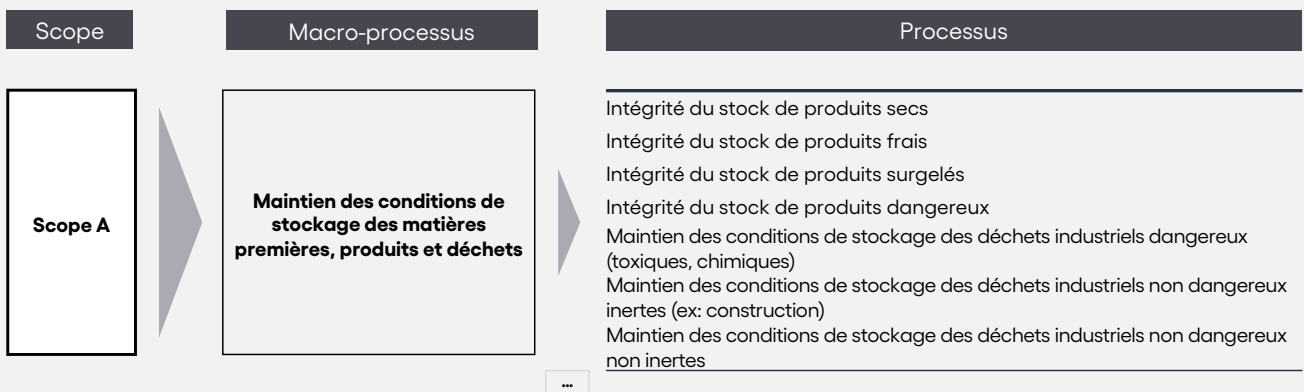 Scope
Macro-processus
Processus
Scope A
Maintien des conditions de
stockage des matières
premières, produits et déchets
Intégrité du stock de produits secs
Intégrité du stock de produits frais
Intégrité du stock de produits surgelés
Intégrité du stock de produits dangereux
Maintien des conditions de stockage des déchets industriels dangereux
(toxiques, chimiques)
Maintien des conditions de stockage des déchets industriels non dangereux
inertes (ex: construction)
Maintien des conditions de stockage des déchets industriels non dangereux
non inertes
...